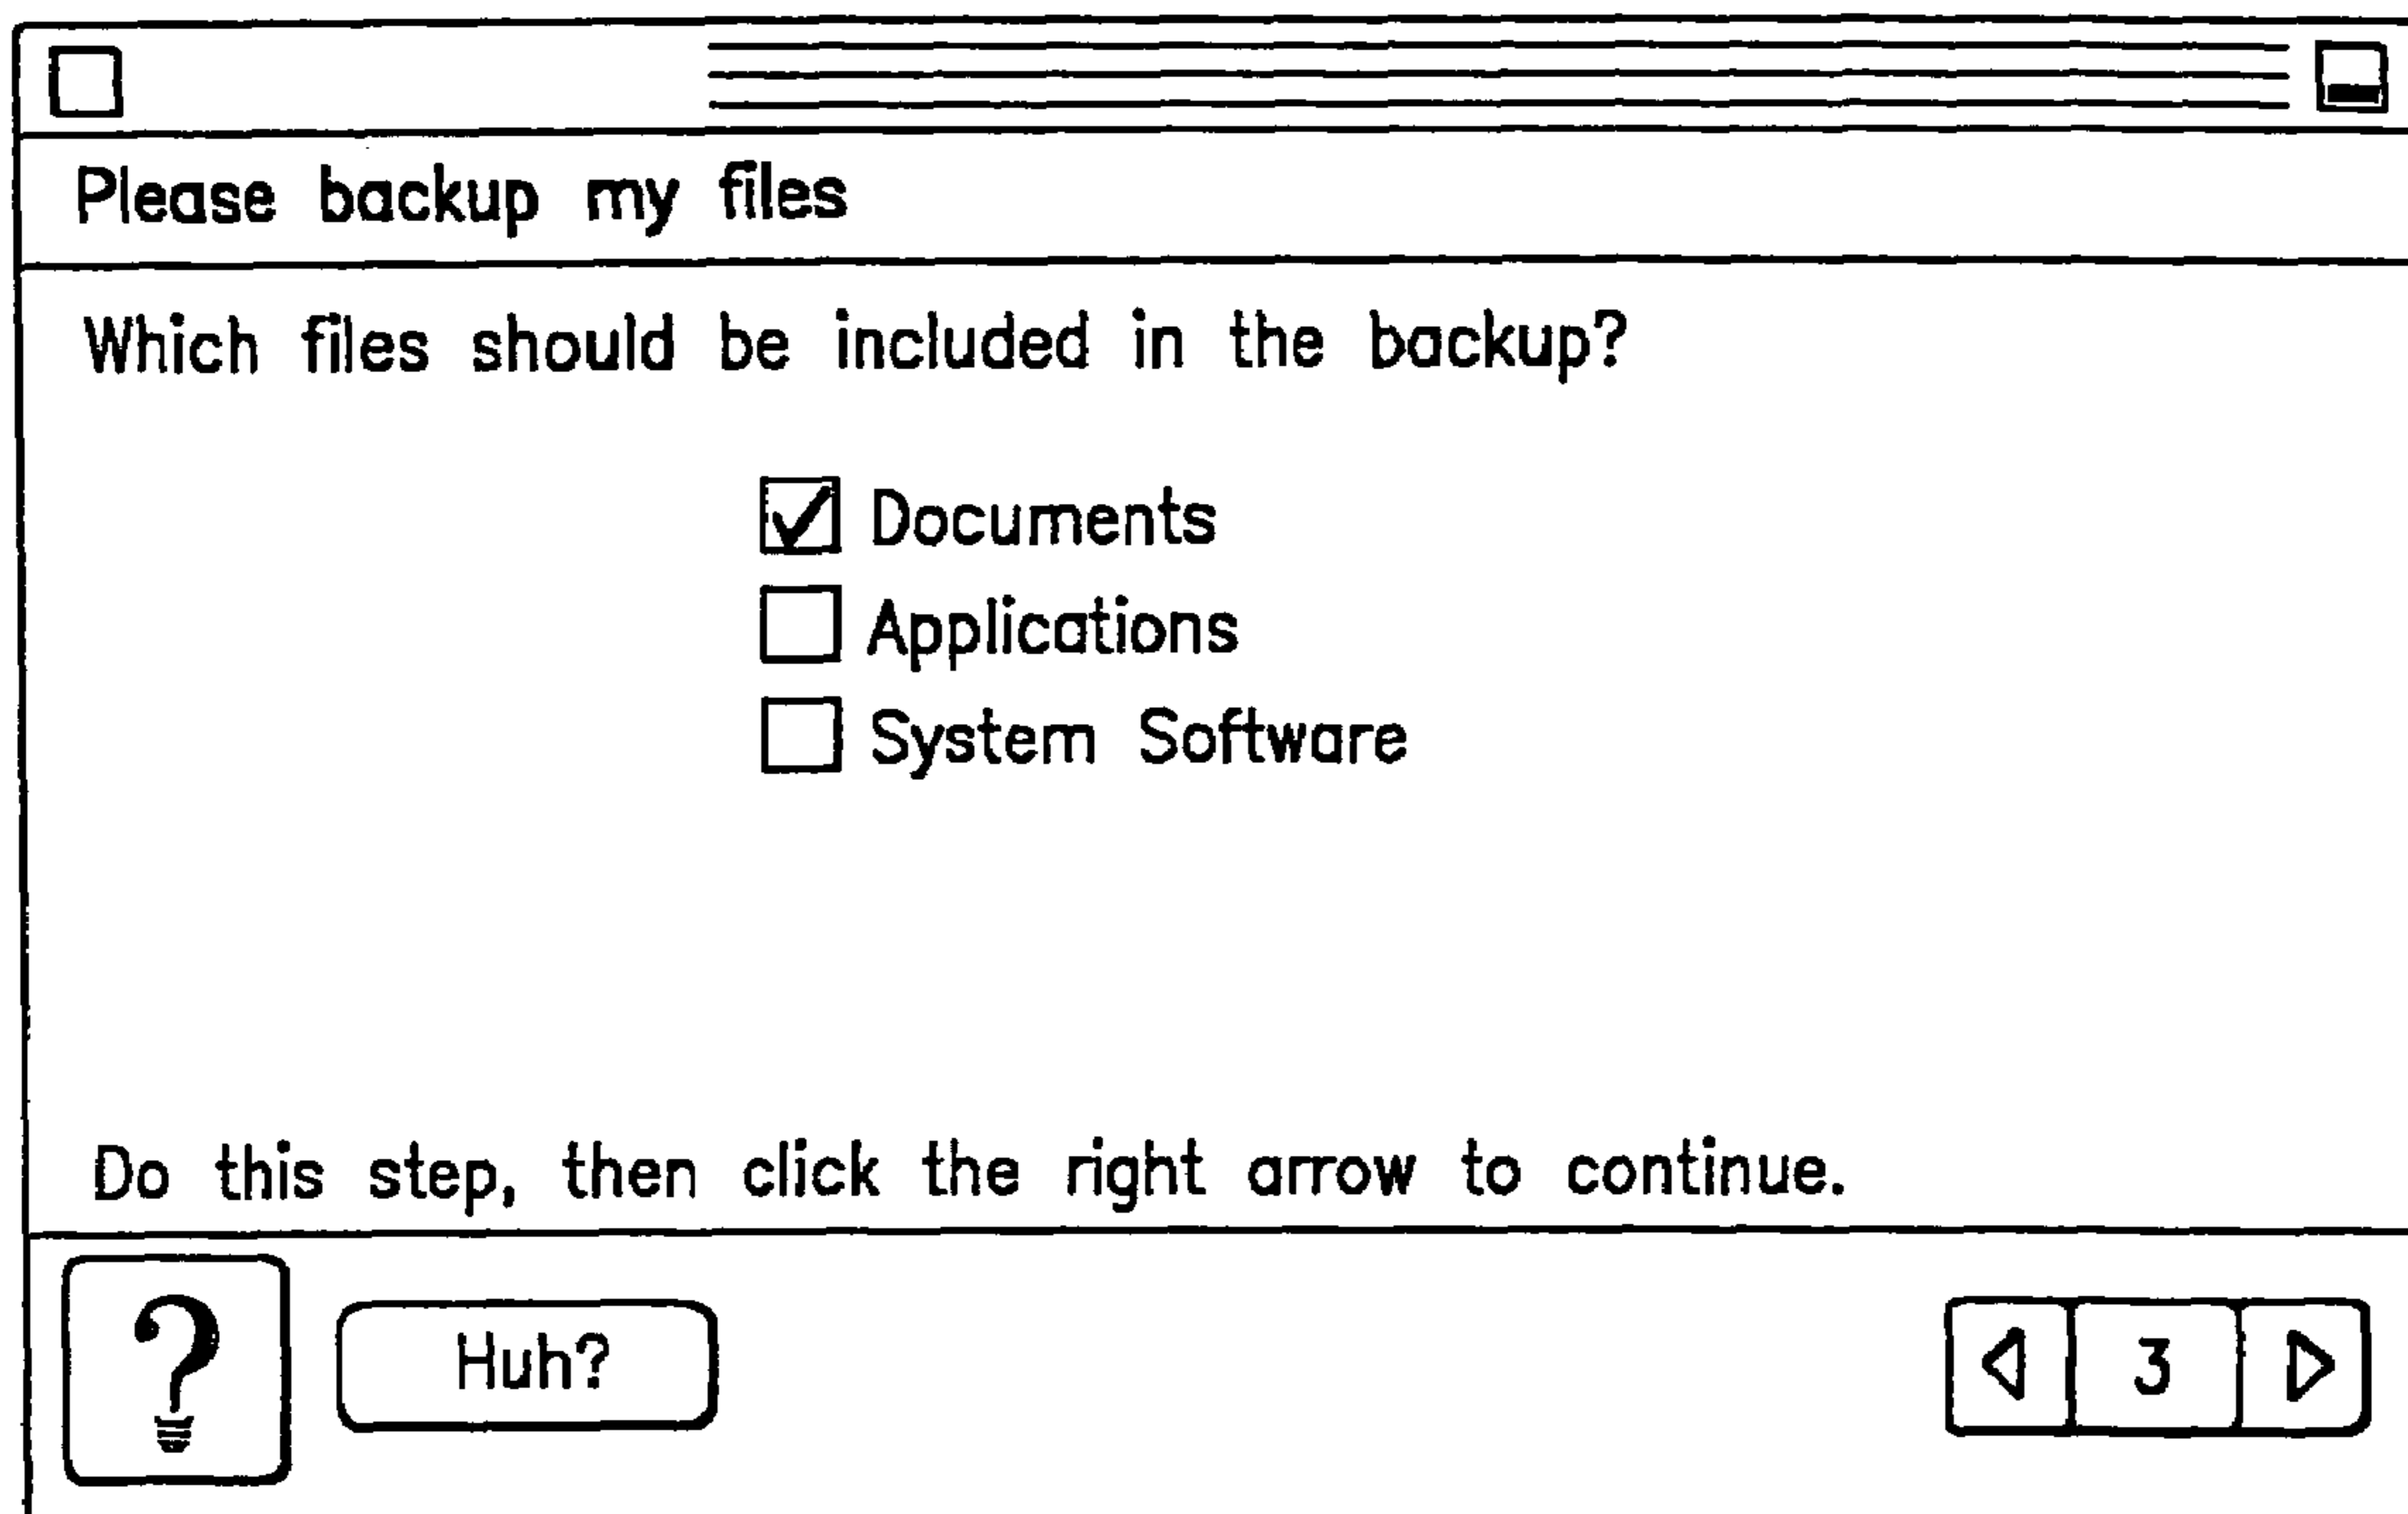 Please backup my files
Which files should be included in the backup?
Documents
Applications
System Software
Do this step, then click the right arrow to continue.
?
Huh?
3